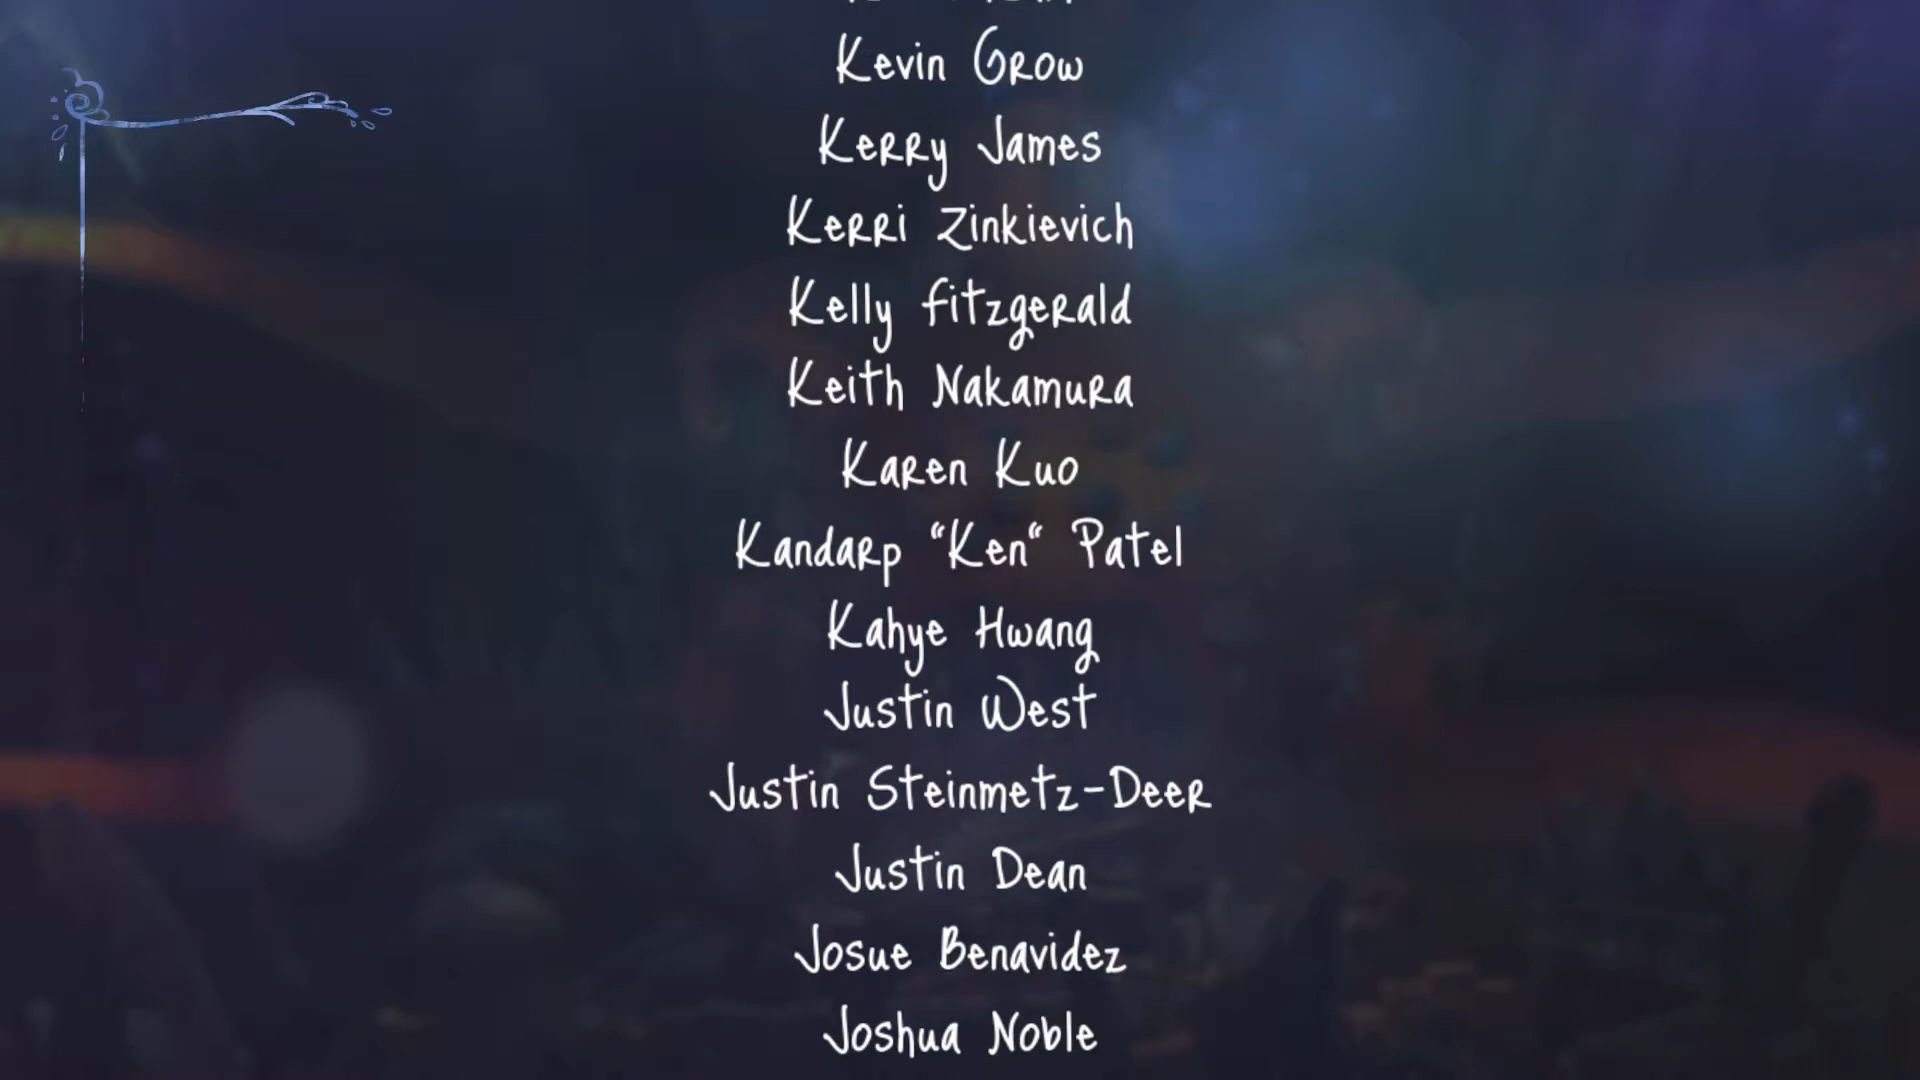 Kevin Grow
Kerry James
Kerri Zinkievich
Kelly Fitzgerald
Keith Nakamura
Karen Kuo
Kandarp “Ken“ Patel
Kahye Hwang
Justin West
Justin Steinmetz-Deer
Justin Dean
Josue Benavidez
Joshua Noble